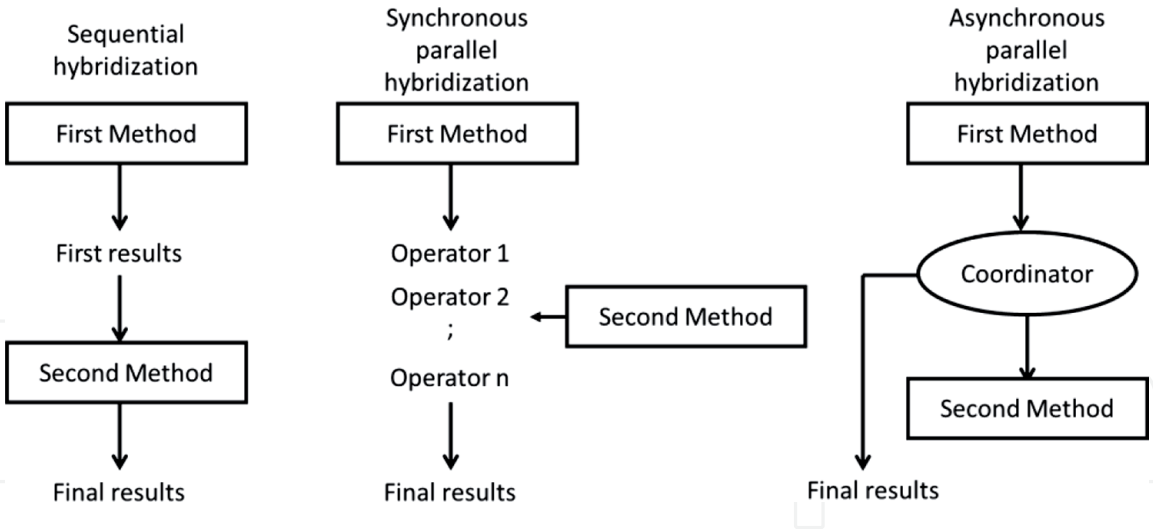 Sequential
hybridization
First Method
First results
Second Method
Final results
Synchronous
parallel
hybridization
First Method
Operator 1
Operator 2
;
Operator n
Second Method
Final results
Asynchronous
parallel
hybridization
First Method
Coordinator
Second Method
Final results